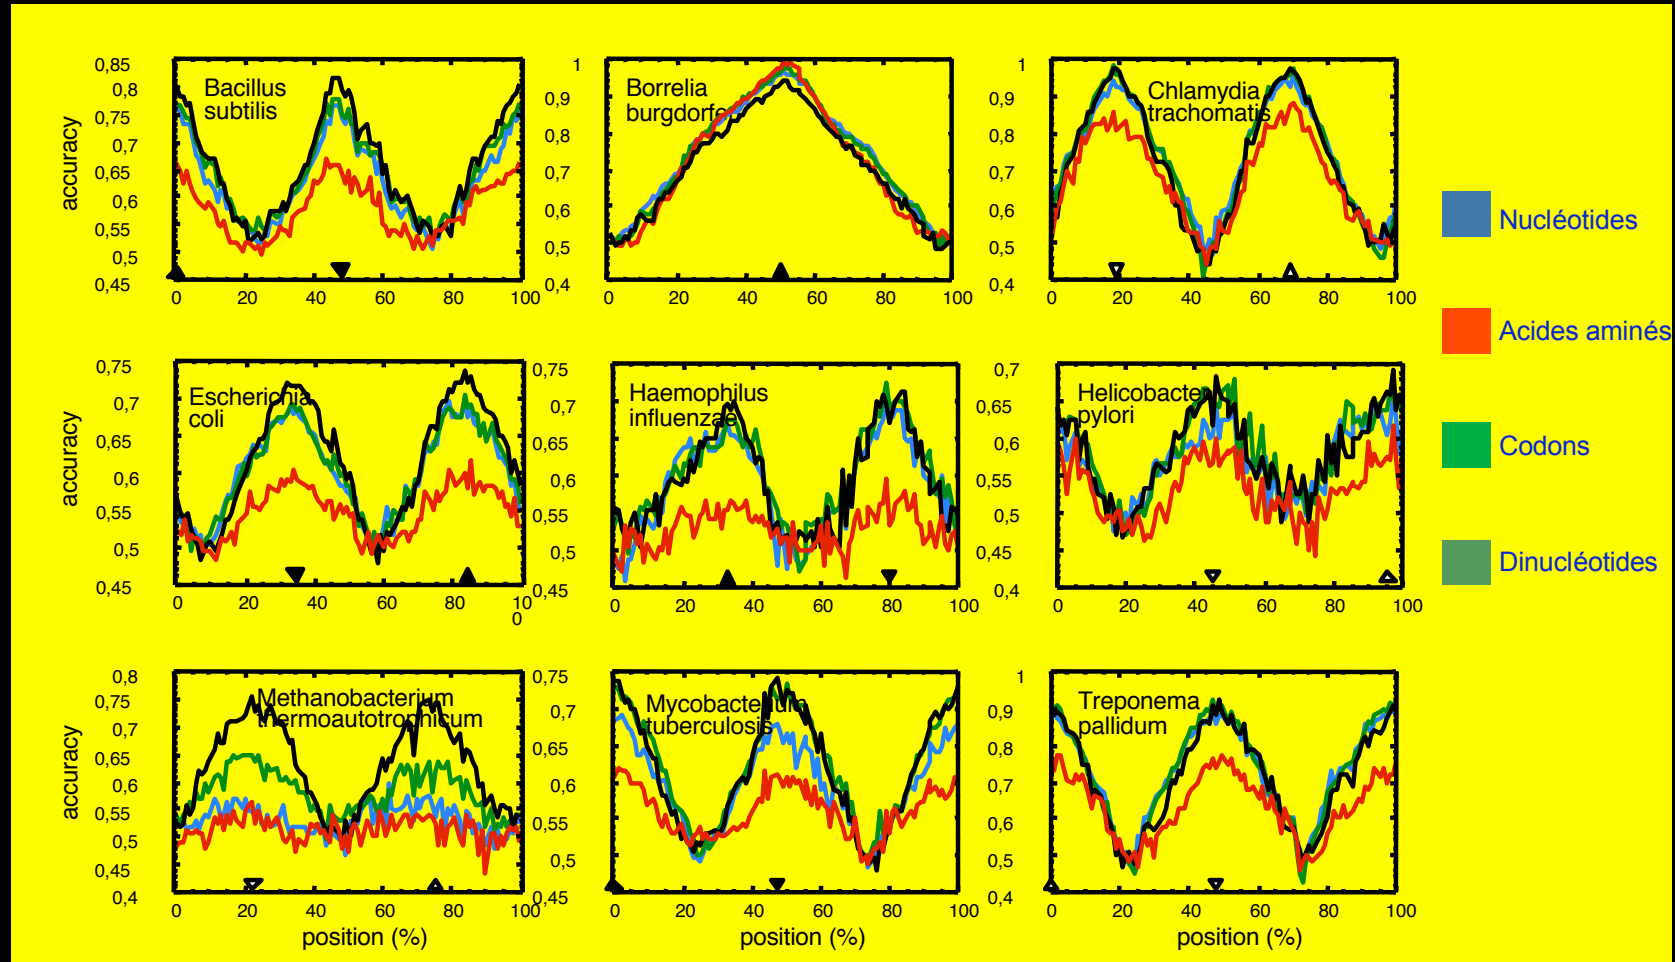 0,85
0,8
0,75
0,7
0,65
0,6
0,55
0,5
0,45
accuracy
Bacillus
subtilis
0 20 40 60 80 100
1
0,9
0,8
0,7
0,6
0,5
0,4
Borrelia
burgdorfe
0 20 40 60 80 100
1
0,9
0,8
0,7
0,6
0,5
0,4
Chlamydia
trachomatis
0 20 40 60 80 100
0,75
0,7
0,65
0,6
0,55
0,5
0,45
accuracy
Escherichia
coli
0 20 40 60 80 10
0
0,75
0,7
0,65
0,6
0,55
0,5
0,45
Haemophilus
influenzae
0 20 40 60 80 100
0,7
0,65
0,6
0,55
0,5
0,45
0,4
Helicobacter
pylori
0 20 40 60 80 100
0,8
0,75
0,7
0,65
0,6
0,55
0,5
0,45
0,4
accuracy
Methanobacterium
thermoautotrophicum
0 20 40 60 80 100
position (%)
0,75
0,7
0,65
0,6
0,55
0,5
0,45
Mycobacterium
tuberculosis
0 20 40 60 80 100
position (%)
1
0,9
0,8
0,7
0,6
0,5
0,4
Treponema
pallidum
0 20 40 60 80 100
position (%)
Nucléotides
Acides aminés
Codons
Dinucléotides